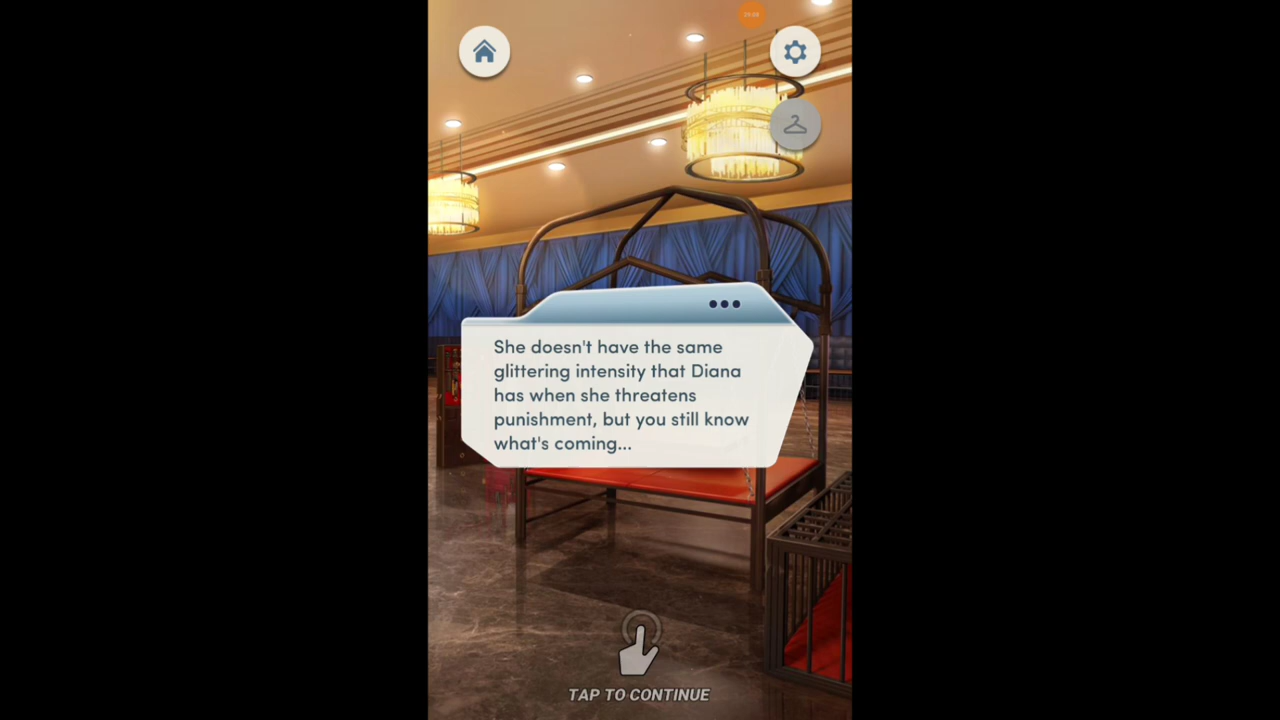 She doesn't have the same
glittering intensity that Diana
has when she threatens
punishment, but you still know
what's coming...
TAP TO CONTINUE